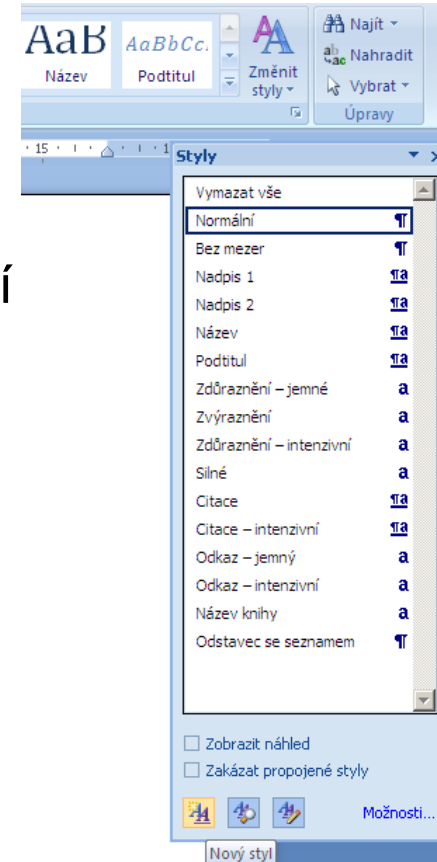 AaB AaBbCc.
Název Podtitul
Změnit styly
Najít
Nahradit
Vybrat
Úpravy
15
í
Styly
Vymazat vše
Normální ¶
Bez mezer ¶
Nadpis 1 ¶a
Nadpis 2 ¶a
Název ¶a
Podtitul ¶a
Zdůraznění – jemné a
Zvýraznění a
Zdůraznění – intenzivní a
Silné a
Citace ¶a
Citace – intenzivní ¶a
Odkaz – jemný a
Odkaz – intenzivní a
Název knihy a
Odstavec se seznamem ¶
Zobrazit náhled
Zakázat propojené styly
Možnosti...
Nový styl